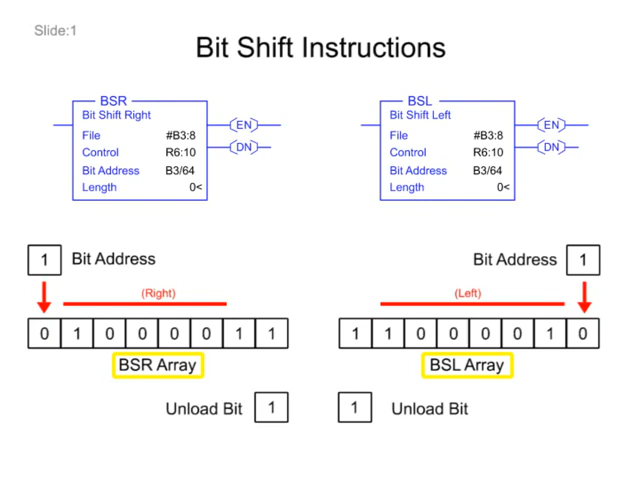 Slide:1
Bit Shift Instructions
BSR
Bit Shift Right
File #B3:8
Control R6:10
Bit Address B3/64
Length 0<
(EN)
(DN)
BSL
Bit Shift Left
File #B3:8
Control R6:10
Bit Address B3/64
Length 0<
(EN)
(DN)
1 Bit Address
(Right)
0 1 0 0 0 0 1 1
BSR Array
Unload Bit 1
Bit Address 1
(Left)
1 1 0 0 0 0 1 0
BSL Array
1 Unload Bit